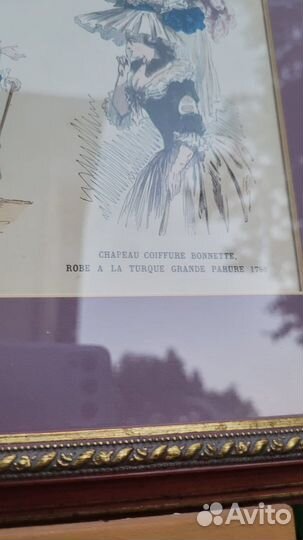 CHAPEAU COIFFURE BONNETTE,
ROBE A LA TURQUE GRANDE PARURE
Avito